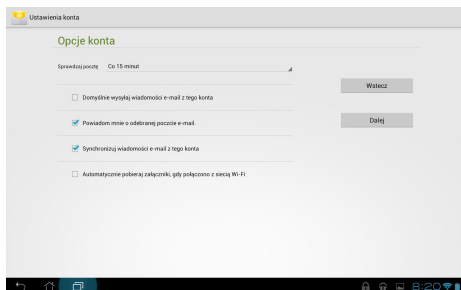 Ustawienia konta
Opcje konta
Sprawdzaj pocztę Co 15 minut
Wstecz
Domyślnie wysyłaj wiadomości e-mail z tego konta
Powiadom mnie o odebranej poczcie e-mail.
Dalej
Synchronizuj wiadomości e-mail z tego konta
Automatycznie pobieraj załączniki, gdy połączono z siecią Wi-Fi
8:20